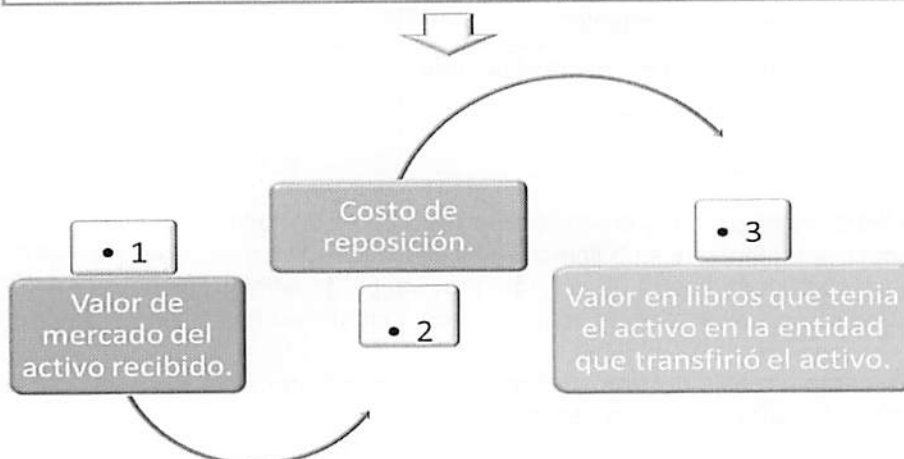 • 1
Valor de
mercado del
activo recibido.
Costo de
reposición.
• 2
• 3
Valor en libros que tenia
el activo en la entidad
que transfirió el activo.